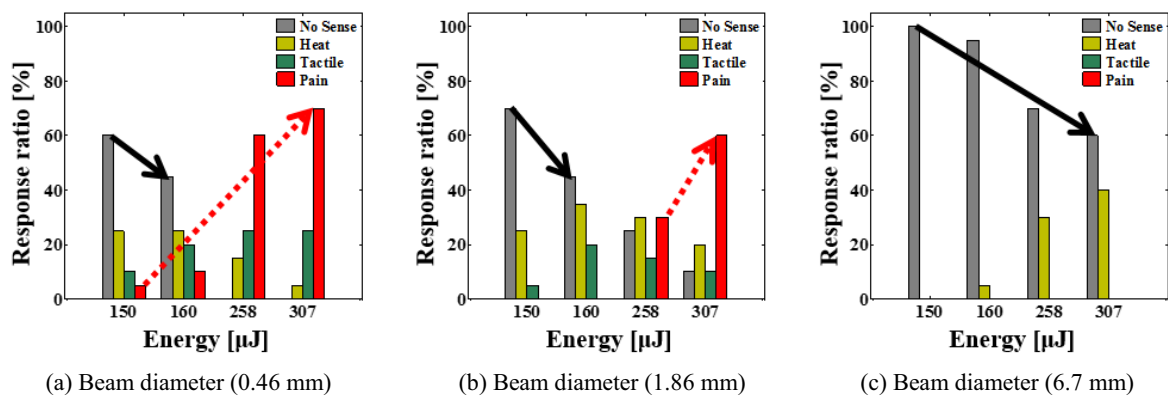 100
80
60
40
20
0
Response ratio [%]
No Sense
Heat
Tactile
Pain
150 160 258 307
Energy [μJ]
(a) Beam diameter (0.46 mm)
100
80
60
40
20
0
Response ratio [%]
No Sense
Heat
Tactile
Pain
150 160 258 307
Energy [μJ]
(b) Beam diameter (1.86 mm)
100
80
60
40
20
0
Response ratio [%]
No Sense
Heat
Tactile
Pain
150 160 258 307
Energy [μJ]
(c) Beam diameter (6.7 mm)